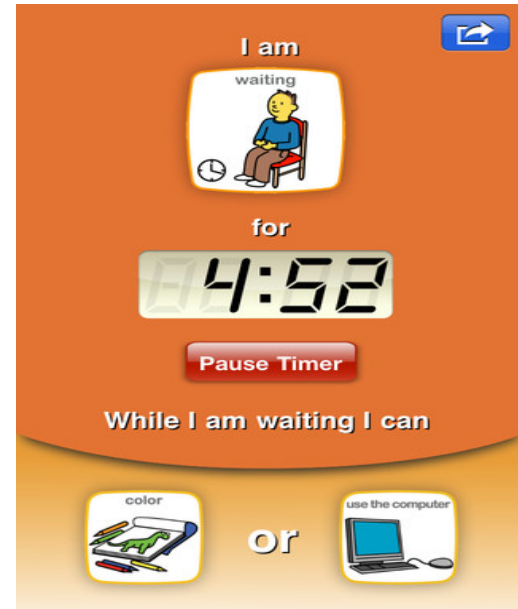 I am
waiting
for
4:52
Pause Timer
While I am waiting I can
color
use the computer
or